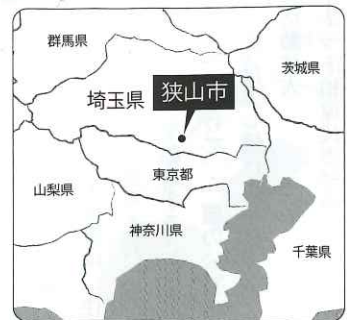 群馬県
茨城県
埼玉県
狭山市
東京都
山梨県
神奈川県
千葉県